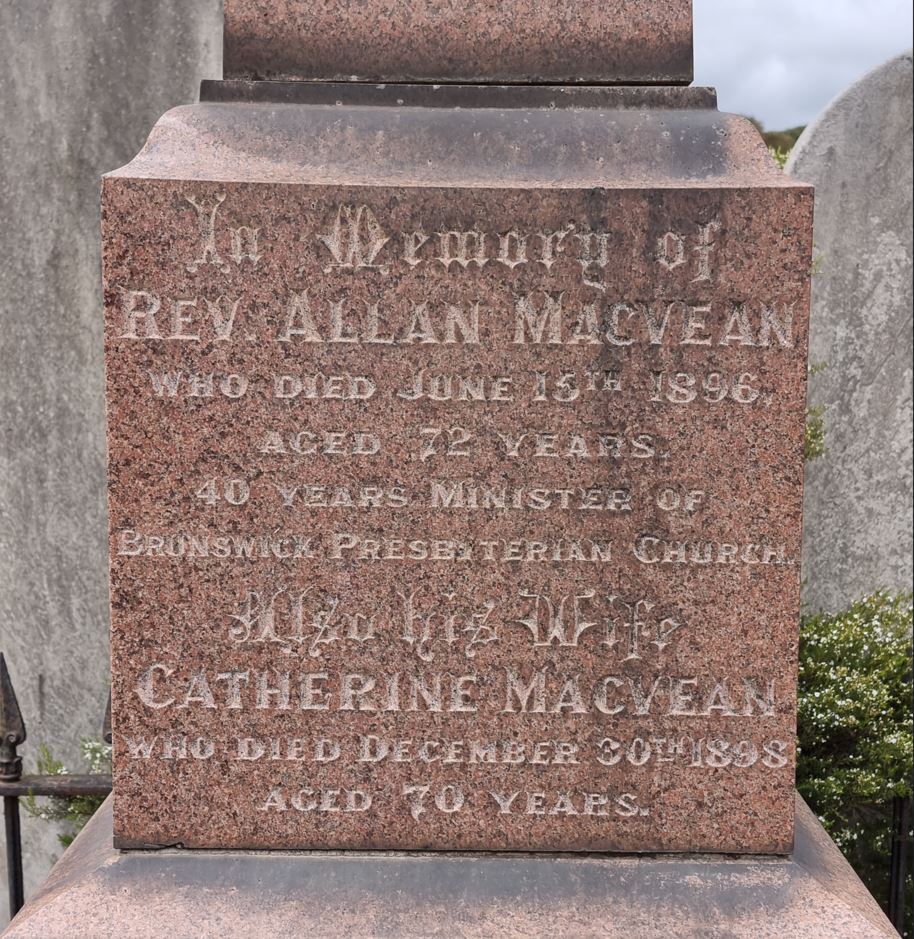 In Memory of
REV. ALLAN MACVEAN
WHO DIED JUNE 15TH 1896.
AGED 72 YEARS.
40 YEARS MINISTER OF
BRUNSWICK PRESBYTERIAN CHURCH.
Also his Wife
CATHERINE MACVEAN
WHO DIED DECEMBER 30TH 1898
AGED 70 YEARS.